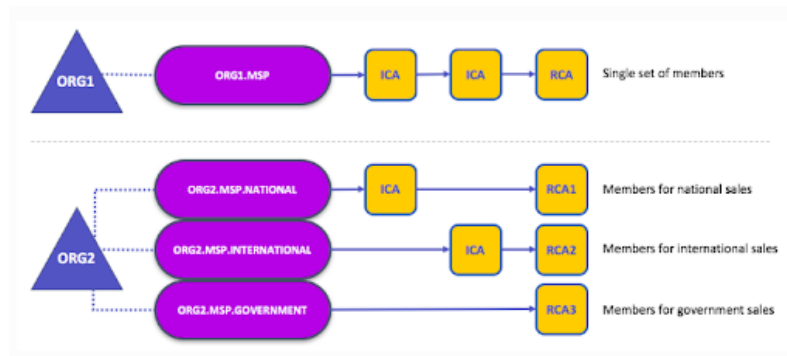 ORG1
ORG1.MSP
ICA
ICA
RCA
Single set of members
ORG2
ORG2.MSP.NATIONAL
ICA
RCA1
Members for national sales
ORG2.MSP.INTERNATIONAL
ICA
RCA2
Members for international sales
ORG2.MSP.GOVERNMENT
RCA3
Members for government sales